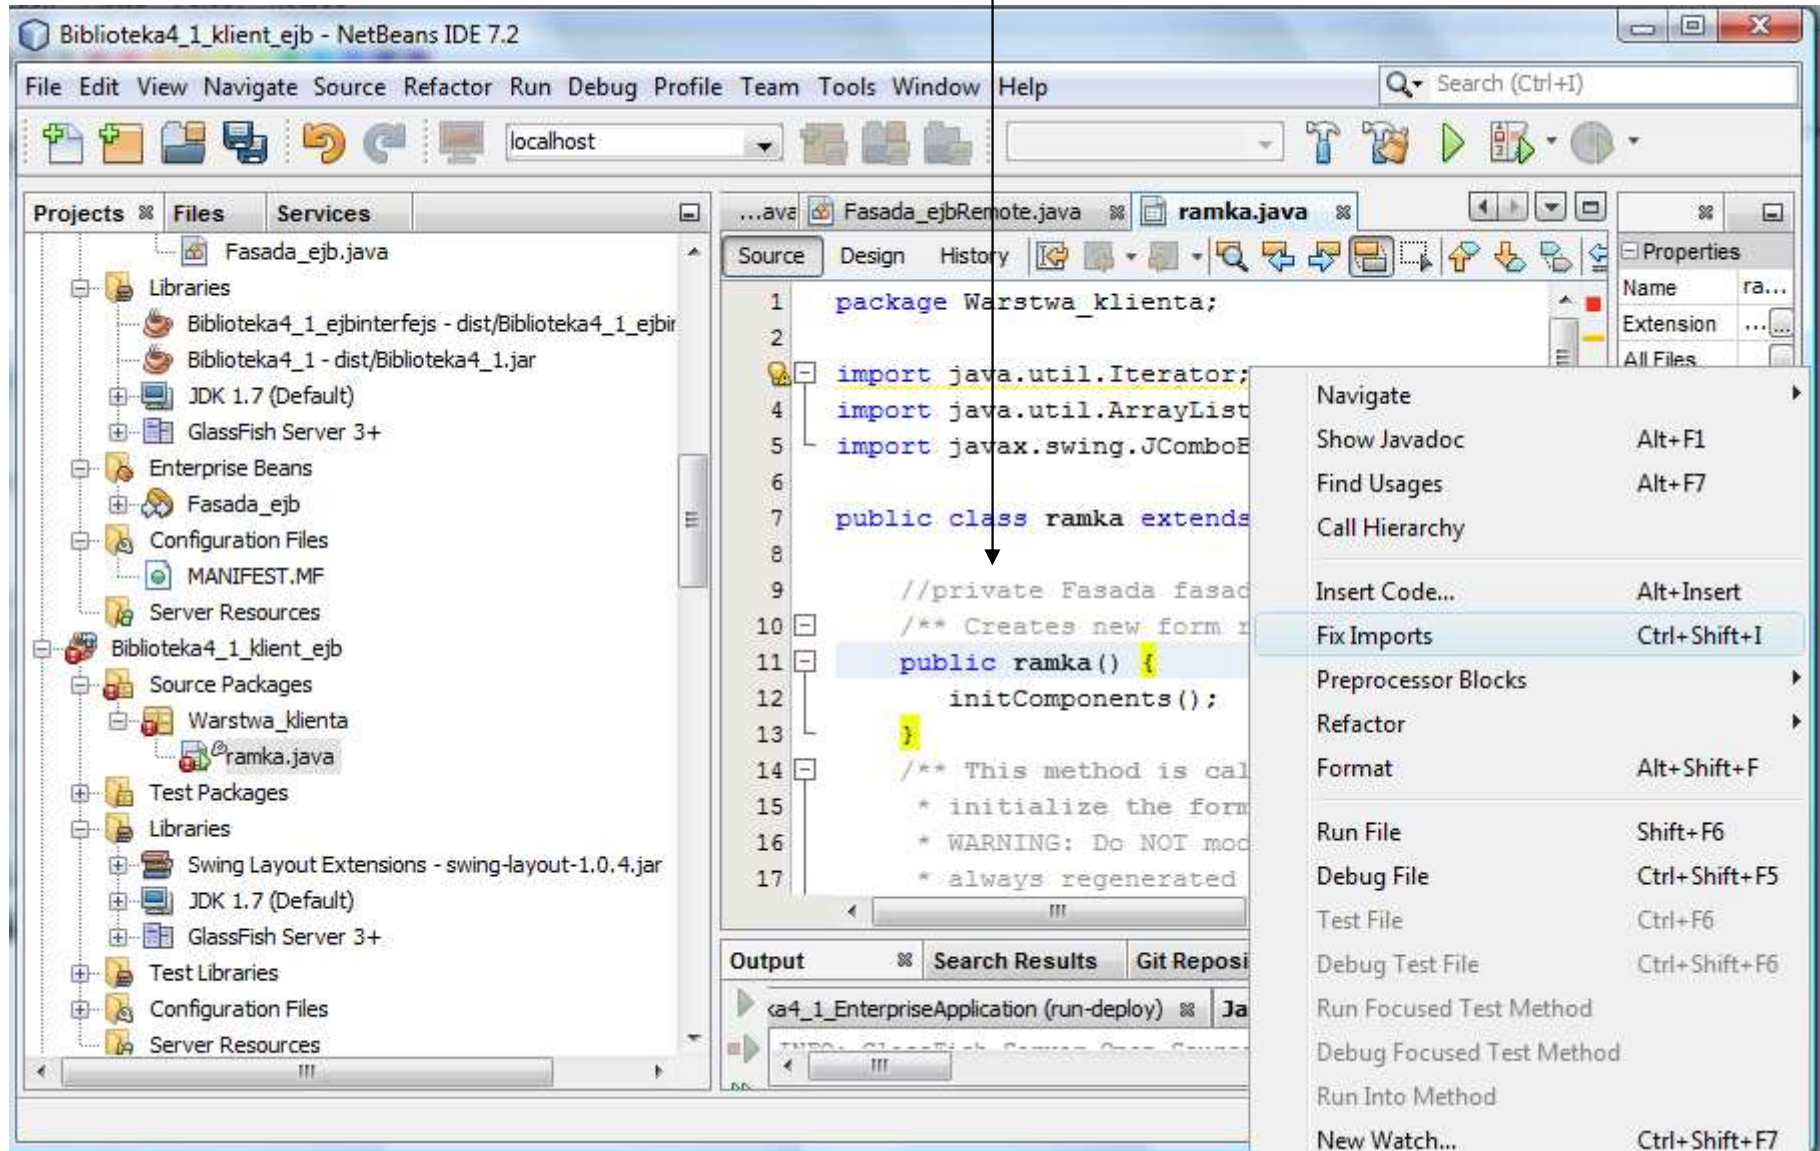 Biblioteka4_1_klient_ejb - NetBeans IDE 7.2
File Edit View Navigate Source Refactor Run Debug Profile Team Tools Window Help
Search (Ctrl+I)
localhost
Projects Files Services
Fasada_ejb.java
Libraries
Biblioteka4_1_ejbinterfejs - dist/Biblioteka4_1_ejbir
Biblioteka4_1 - dist/Biblioteka4_1.jar
JDK 1.7 (Default)
GlassFish Server 3+
Enterprise Beans
Fasada_ejb
Configuration Files
MANIFEST.MF
Server Resources
Biblioteka4_1_klient_ejb
Source Packages
Warstwa_klienta
ramka.java
Test Packages
Libraries
Swing Layout Extensions - swing-layout-1.0.4.jar
JDK 1.7 (Default)
GlassFish Server 3+
Test Libraries
Configuration Files
Server Resources
...ava Fasada_ejbRemote.java ramka.java
Source Design History
1 package Warstwa_klienta;
2
import java.util.Iterator;
4 import java.util.ArrayList
5 import javax.swing.JComboB
6
7 public class ramka extends
8
9 //private Fasada fasad
10 /** Creates new form r
11 public ramka() {
12 initComponents();
13 }
14 /** This method is cal
15 * initialize the form
16 * WARNING: Do NOT mod
17 * always regenerated
Output Search Results Git Reposi
ka4_1_EnterpriseApplication (run-deploy) Ja
INFO: GlassFish Server Open Source
Properties
Name ra...
Extension ...
All Files
Navigate
Show Javadoc Alt+F1
Find Usages Alt+F7
Call Hierarchy
Insert Code... Alt+Insert
Fix Imports Ctrl+Shift+I
Preprocessor Blocks
Refactor
Format Alt+Shift+F
Run File Shift+F6
Debug File Ctrl+Shift+F5
Test File Ctrl+F6
Debug Test File Ctrl+Shift+F6
Run Focused Test Method
Debug Focused Test Method
Run Into Method
New Watch... Ctrl+Shift+F7